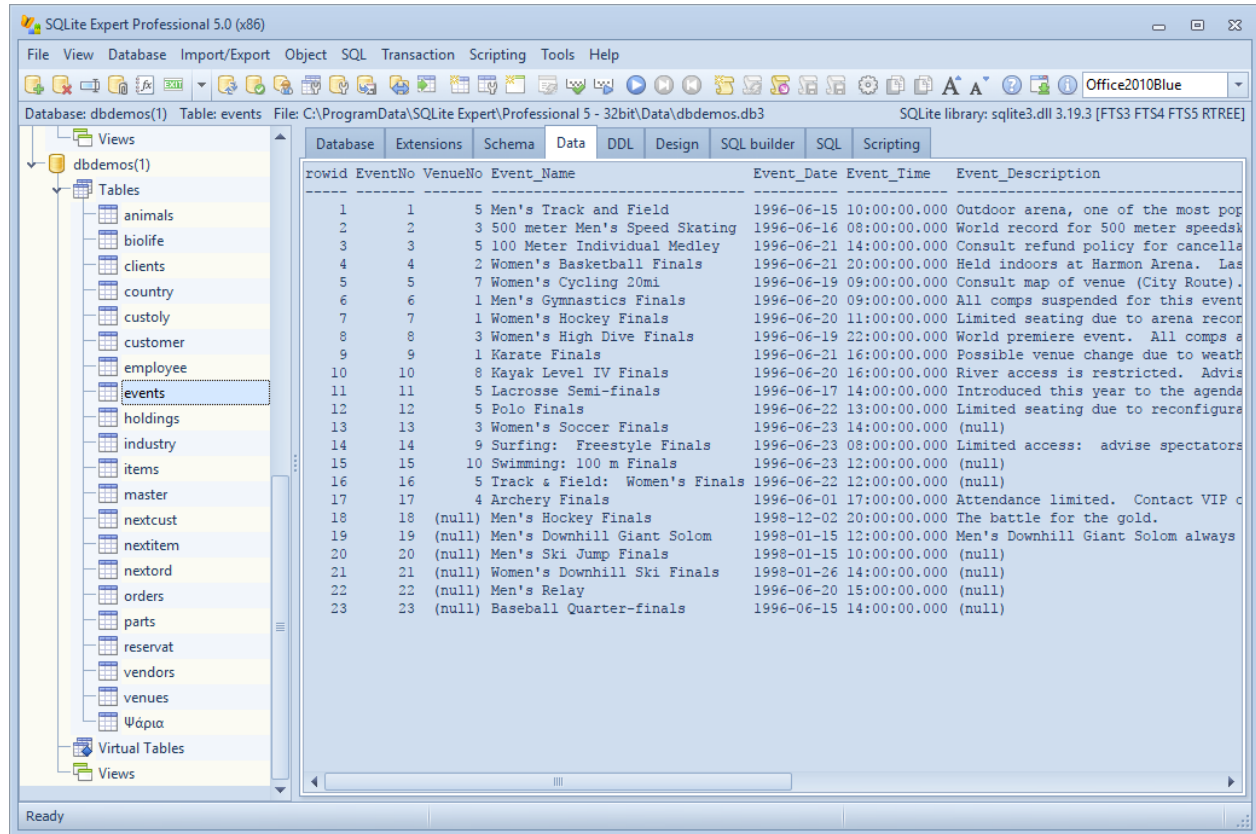 SQLite Expert Professional 5.0 (x86)
File View Database Import/Export Object SQL Transaction Scripting Tools Help
Office2010Blue
Database: dbdemos(1) Table: events File: C:\ProgramData\SQLite Expert\Professional 5 - 32bit\Data\dbdemos.db3 SQLite library: sqlite3.dll 3.19.3 [FTS3 FTS4 FTS5 RTREE]
Views
dbdemos(1)
Tables
animals
biolife
clients
country
custoly
customer
employee
events
holdings
industry
items
master
nextcust
nextitem
nextord
orders
parts
reservat
vendors
venues
Ψάρια
Virtual Tables
Views
Database Extensions Schema Data DDL Design SQL builder SQL Scripting
rowid EventNo VenueNo Event_Name Event_Date Event_Time Event_Description
1 1 5 Men's Track and Field 1996-06-15 10:00:00.000 Outdoor arena, one of the most pop
2 2 3 500 meter Men's Speed Skating 1996-06-16 08:00:00.000 World record for 500 meter speedsk
3 3 5 100 Meter Individual Medley 1996-06-21 14:00:00.000 Consult refund policy for cancella
4 4 2 Women's Basketball Finals 1996-06-21 20:00:00.000 Held indoors at Harmon Arena. Las
5 5 7 Women's Cycling 20mi 1996-06-19 09:00:00.000 Consult map of venue (City Route).
6 6 1 Men's Gymnastics Finals 1996-06-20 09:00:00.000 All comps suspended for this event
7 7 1 Women's Hockey Finals 1996-06-20 11:00:00.000 Limited seating due to arena recon
8 8 3 Women's High Dive Finals 1996-06-19 22:00:00.000 World premiere event. All comps a
9 9 1 Karate Finals 1996-06-21 16:00:00.000 Possible venue change due to weath
10 10 8 Kayak Level IV Finals 1996-06-20 16:00:00.000 River access is restricted. Advis
11 11 5 Lacrosse Semi-finals 1996-06-17 14:00:00.000 Introduced this year to the agenda
12 12 5 Polo Finals 1996-06-22 13:00:00.000 Limited seating due to reconfigura
13 13 3 Women's Soccer Finals 1996-06-23 14:00:00.000 (null)
14 14 9 Surfing: Freestyle Finals 1996-06-23 08:00:00.000 Limited access: advise spectators
15 15 10 Swimming: 100 m Finals 1996-06-23 12:00:00.000 (null)
16 16 5 Track & Field: Women's Finals 1996-06-22 12:00:00.000 (null)
17 17 4 Archery Finals 1996-06-01 17:00:00.000 Attendance limited. Contact VIP c
18 18 (null) Men's Hockey Finals 1998-12-02 20:00:00.000 The battle for the gold.
19 19 (null) Men's Downhill Giant Solom 1998-01-15 12:00:00.000 Men's Downhill Giant Solom always
20 20 (null) Men's Ski Jump Finals 1998-01-15 10:00:00.000 (null)
21 21 (null) Women's Downhill Ski Finals 1998-01-26 14:00:00.000 (null)
22 22 (null) Men's Relay 1996-06-20 15:00:00.000 (null)
23 23 (null) Baseball Quarter-finals 1996-06-15 14:00:00.000 (null)
Ready